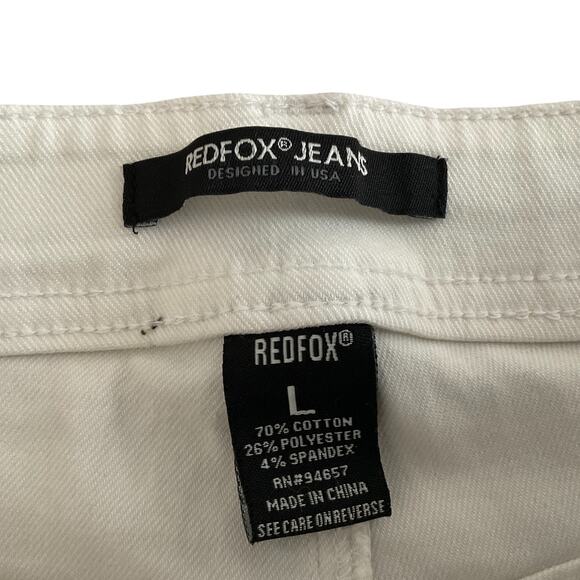 REDFOX® JEANS
DESIGNED IN USA
REDFOX®
L
70% COTTON
26% POLYESTER
4% SPANDEX
RN#94657
MADE IN CHINA
SEE CARE ON REVERSE